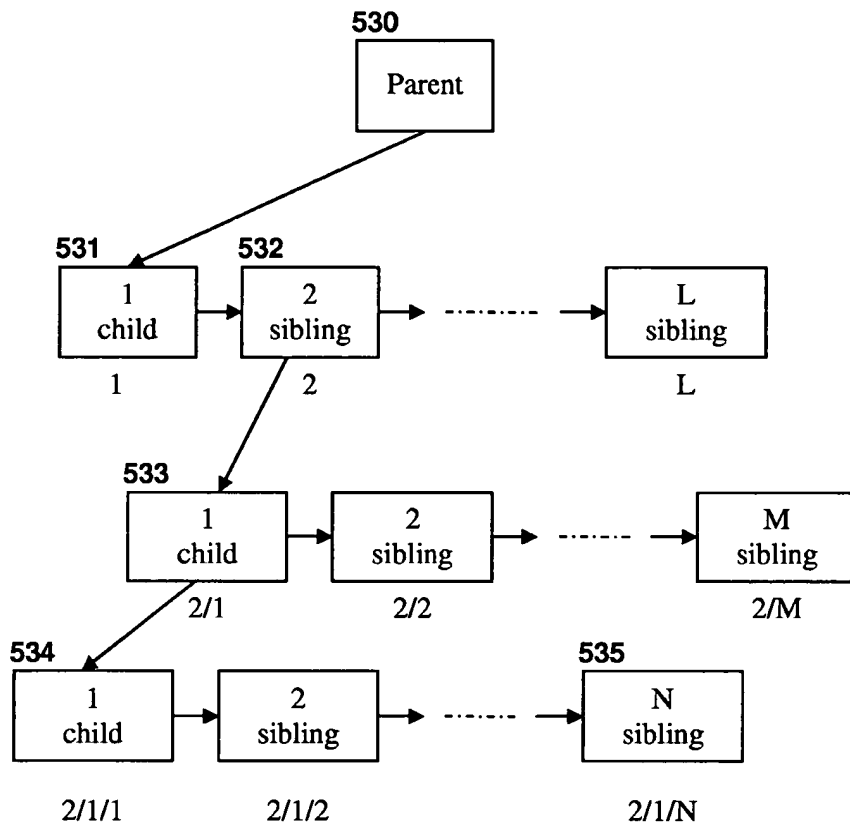 530
Parent
531
532
1
child
2
sibling
L
sibling
1
2
L
533
1
child
2
sibling
M
sibling
2/1
2/2
2/M
534
535
1
child
2
sibling
N
sibling
2/1/1
2/1/2
2/1/N